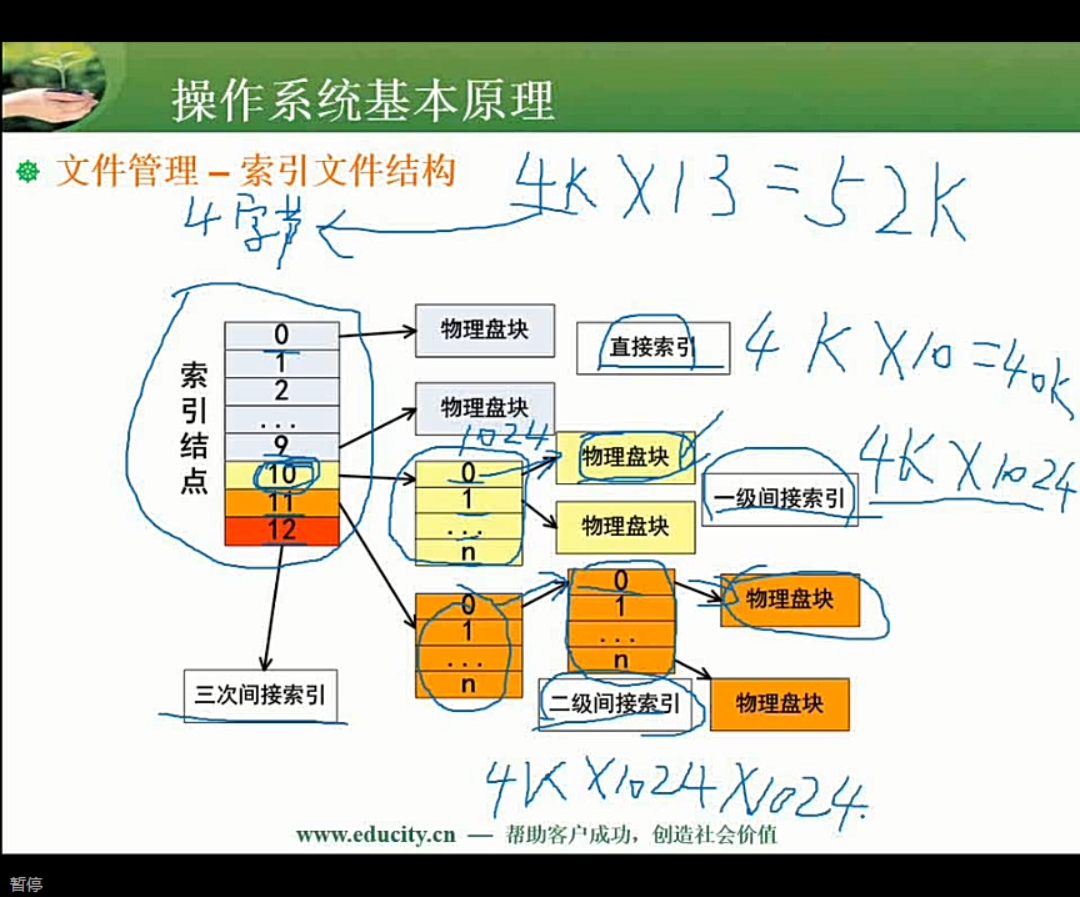 操作系统基本原理
文件管理 – 索引文件结构
4K X 13 = 52K
4字节
索引结点
0
1
2
...
9
10
11
12
物理盘块
直接索引
4K X 10 = 40K
物理盘块
1024
0
1
...
n
物理盘块
物理盘块
一级间接索引
4K X 1024
0
1
...
n
0
1
...
n
物理盘块
物理盘块
三次间接索引
二级间接索引
4K X 1024 X 1024.
www.educity.cn — 帮助客户成功，创造社会价值
暂停